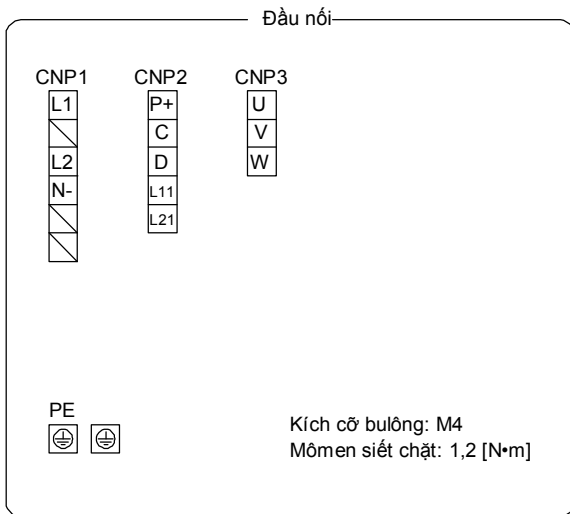 Đầu nối
CNP1 CNP2 CNP3
L1 P+ U
C V
L2 D W
N- L11
L21
PE
Kích cỡ bulông: M4
Mômen siết chặt: 1,2 [N•m]